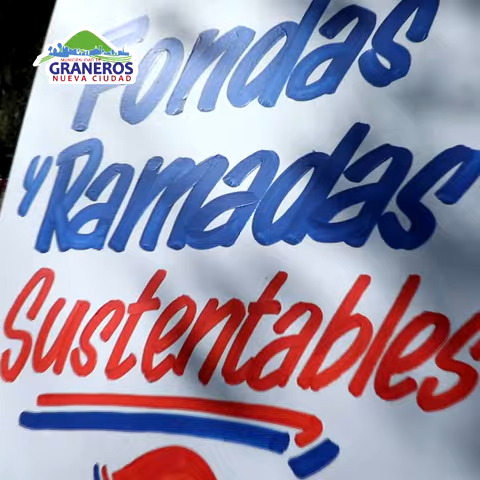 MUNICIPALIDAD DE
GRANEROS
NUEVA CIUDAD
Fondas
y Ramadas
Sustentables